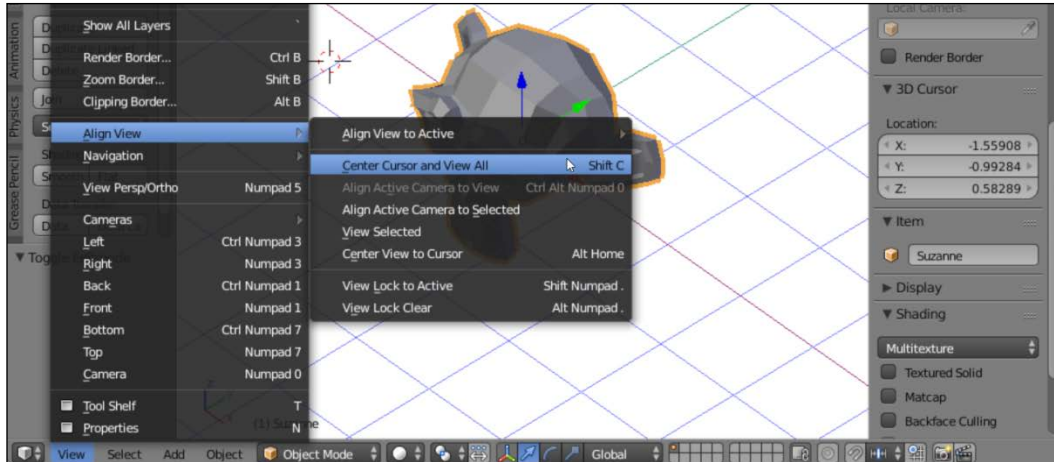 Animation
Physics
Grease Pencil
Show All Layers `
Render Border... Ctrl B
Zoom Border... Shift B
Clipping Border... Alt B
Align View
Navigation
View Persp/Ortho Numpad 5
Cameras
Left Ctrl Numpad 3
Right Numpad 3
Back Ctrl Numpad 1
Front Numpad 1
Bottom Ctrl Numpad 7
Top Numpad 7
Camera Numpad 0
Tool Shelf T
Properties N
Align View to Active
Center Cursor and View All Shift C
Align Active Camera to View Ctrl Alt Numpad 0
Align Active Camera to Selected
View Selected
Center View to Cursor Alt Home
View Lock to Active Shift Numpad .
View Lock Clear Alt Numpad .
Local Camera:
Render Border
3D Cursor
Location:
X: -1.55908
Y: -0.99284
Z: 0.58289
Item
Suzanne
Display
Shading
Multitexture
Textured Solid
Matcap
Backface Culling
View Select Add Object Object Mode Global